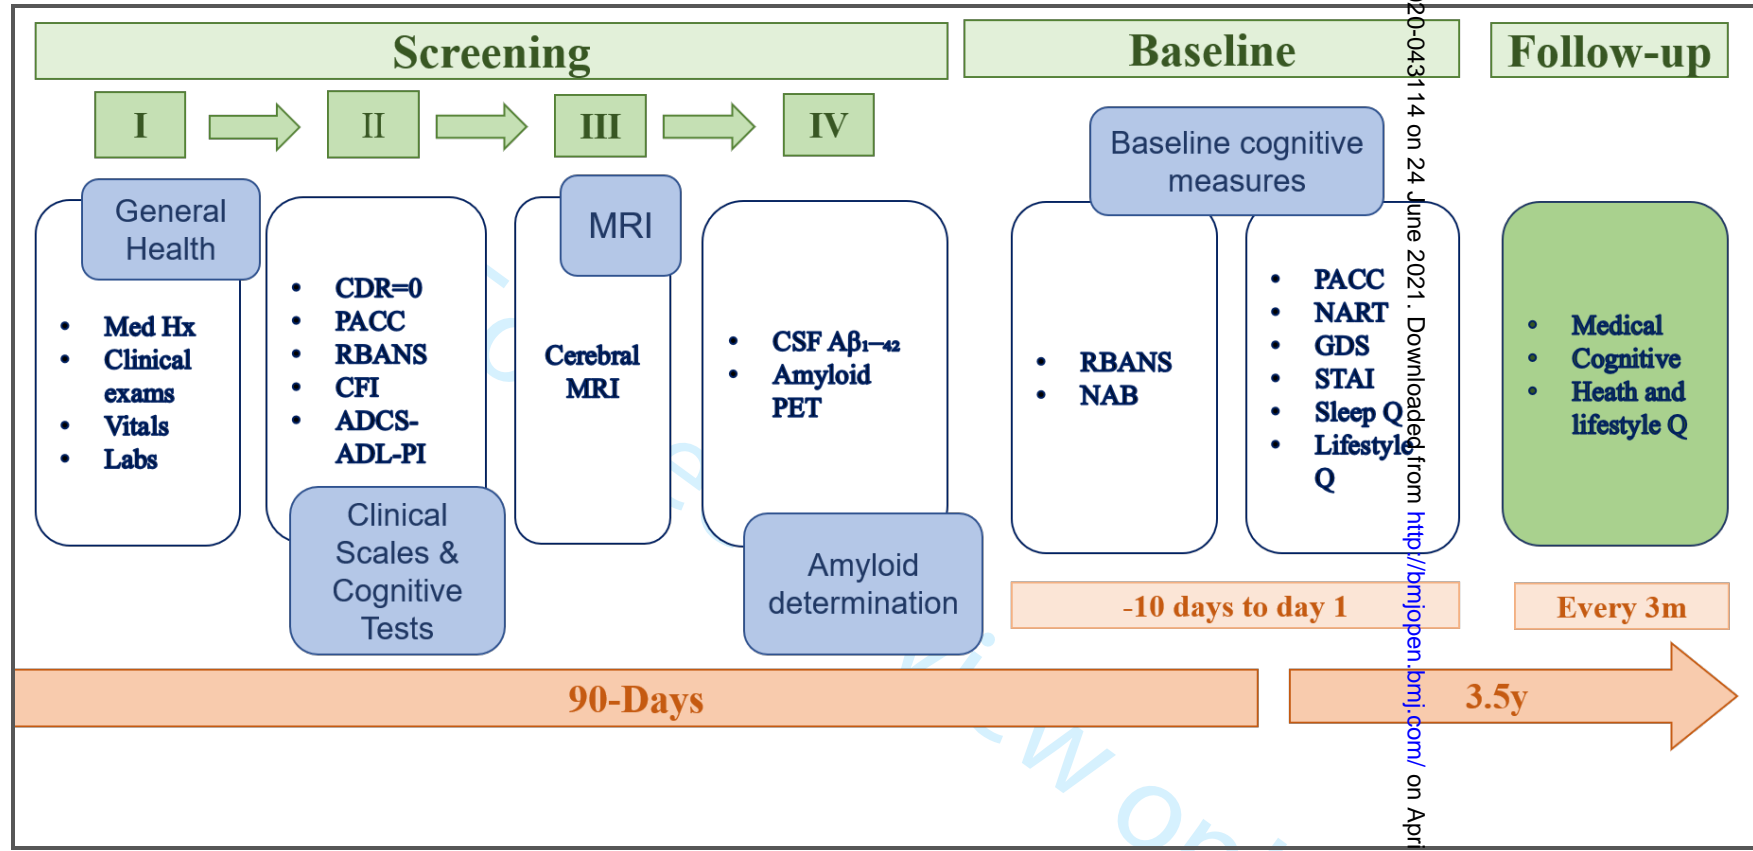 Screening
Baseline
Follow-up
I
II
III
IV
General
Health
• Med Hx
• Clinical
exams
• Vitals
• Labs
• CDR=0
• PACC
• RBANS
• CFI
• ADCS-
ADL-PI
Clinical
Scales &
Cognitive
Tests
MRI
Cerebral
MRI
• CSF Aβ₁₋₄₂
• Amyloid
PET
Amyloid
determination
Baseline cognitive
measures
• RBANS
• NAB
• PACC
• NART
• GDS
• STAI
• Sleep Q
• Lifestyle
Q
• Medical
• Cognitive
• Heath and
lifestyle Q
-10 days to day 1
Every 3m
90-Days
3.5y
20-043114 on 24 June 2021. Downloaded from http://bmjopen.bmj.com/ on Apri
view on